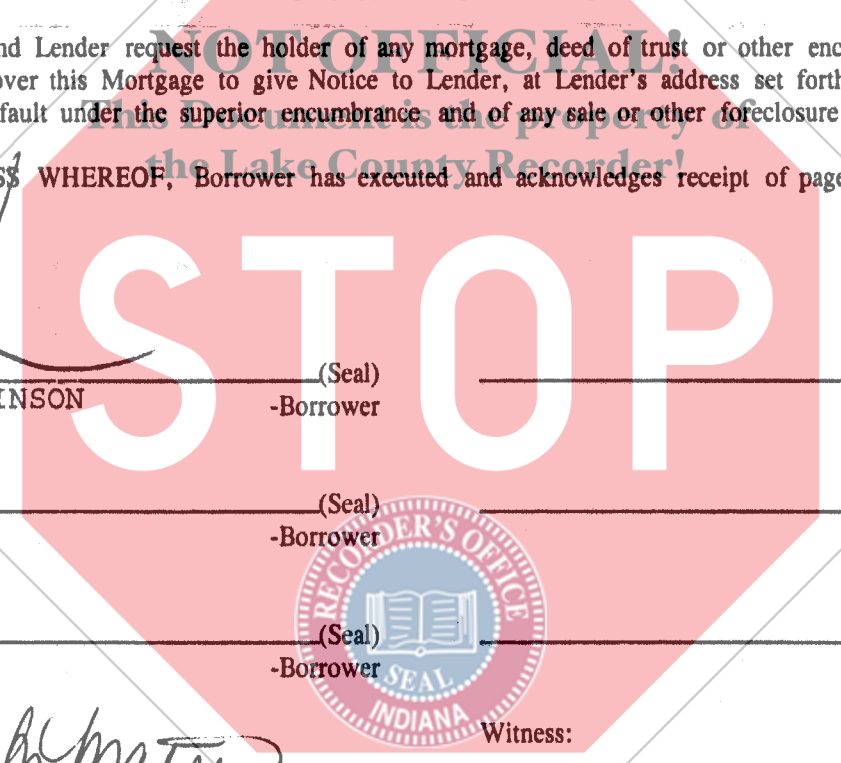 NOT OFFICIAL!
nd Lender request the holder of any mortgage, deed of trust or other enc
over this Mortgage to give Notice to Lender, at Lender's address set forth
fault under the superior encumbrance and of any sale or other foreclosure
This Document is the property of
the Lake County Recorder!
SS WHEREOF, Borrower has executed and acknowledges receipt of page
STOP
(Seal)
INSON
-Borrower
(Seal)
-Borrower
RECORDER'S OFFICE
(Seal)
-Borrower
SEAL
INDIANA
Witness: